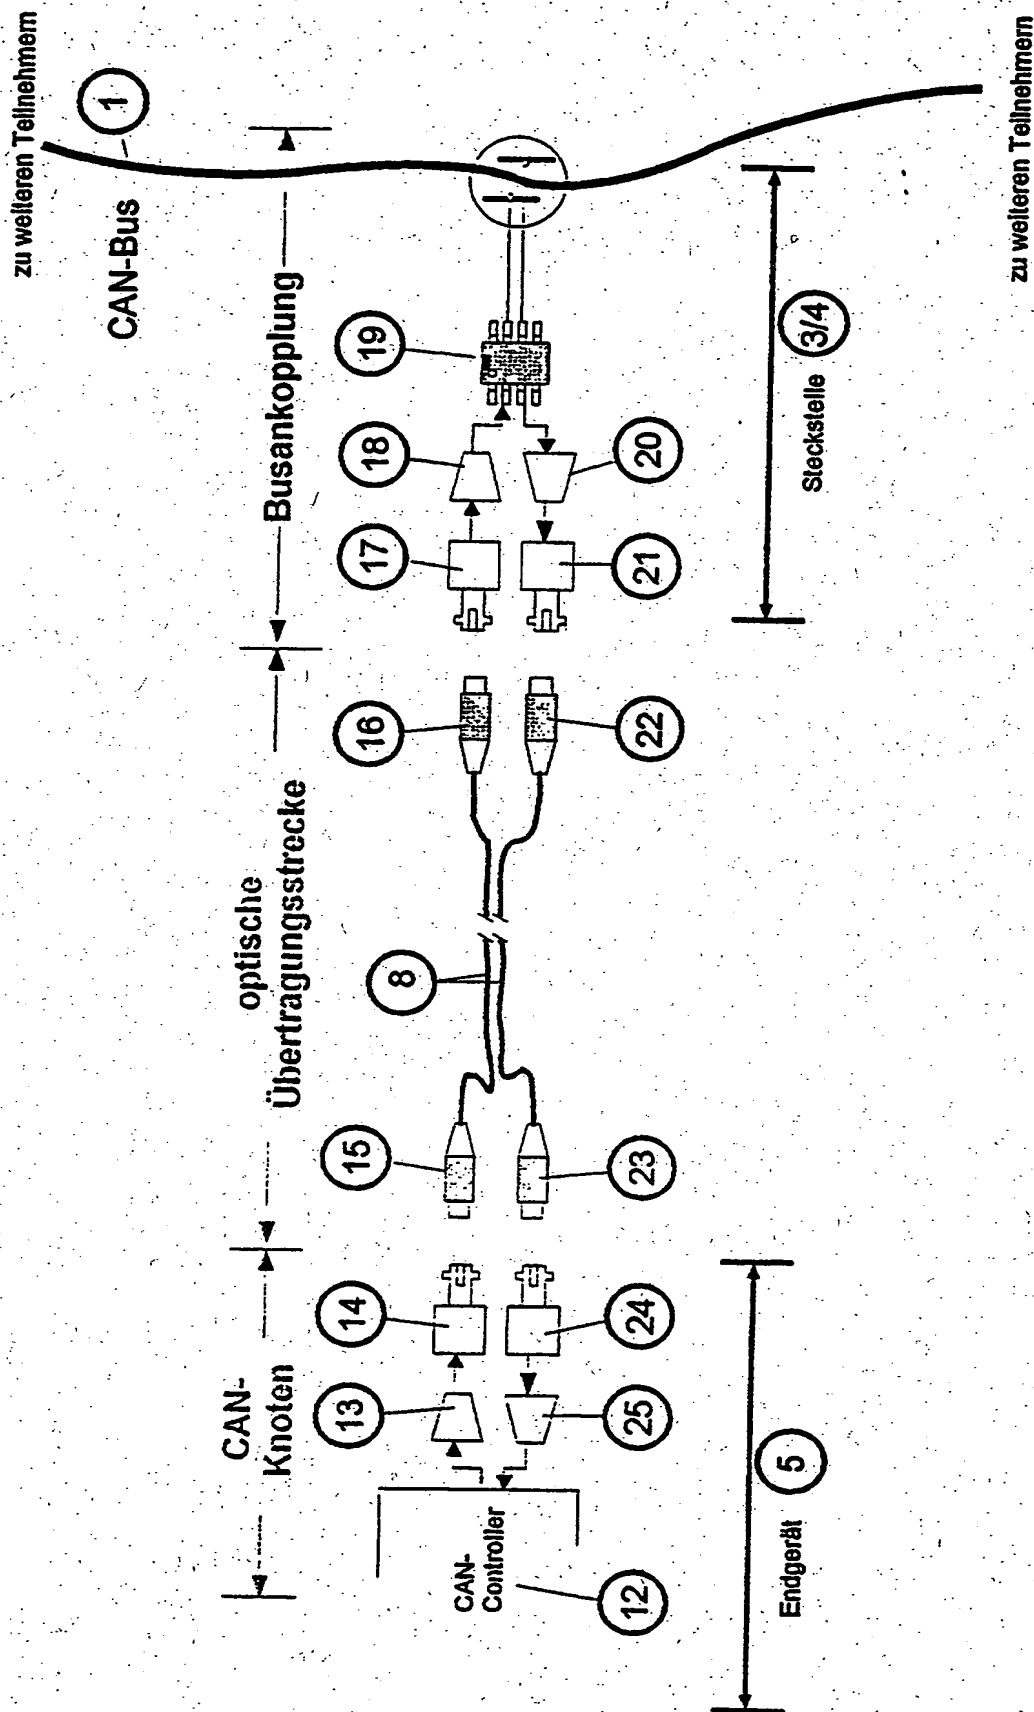 zu weiteren Teilnehmern
1
CAN-Bus
Busankopplung
optische
Übertragungsstrecke
CAN-
Knoten
19
18
17
16
8
15
14
13
20
21
22
23
24
25
CAN-
Controller
12
3/4
Steckstelle
5
Endgerät
zu weiteren Teilnehmern